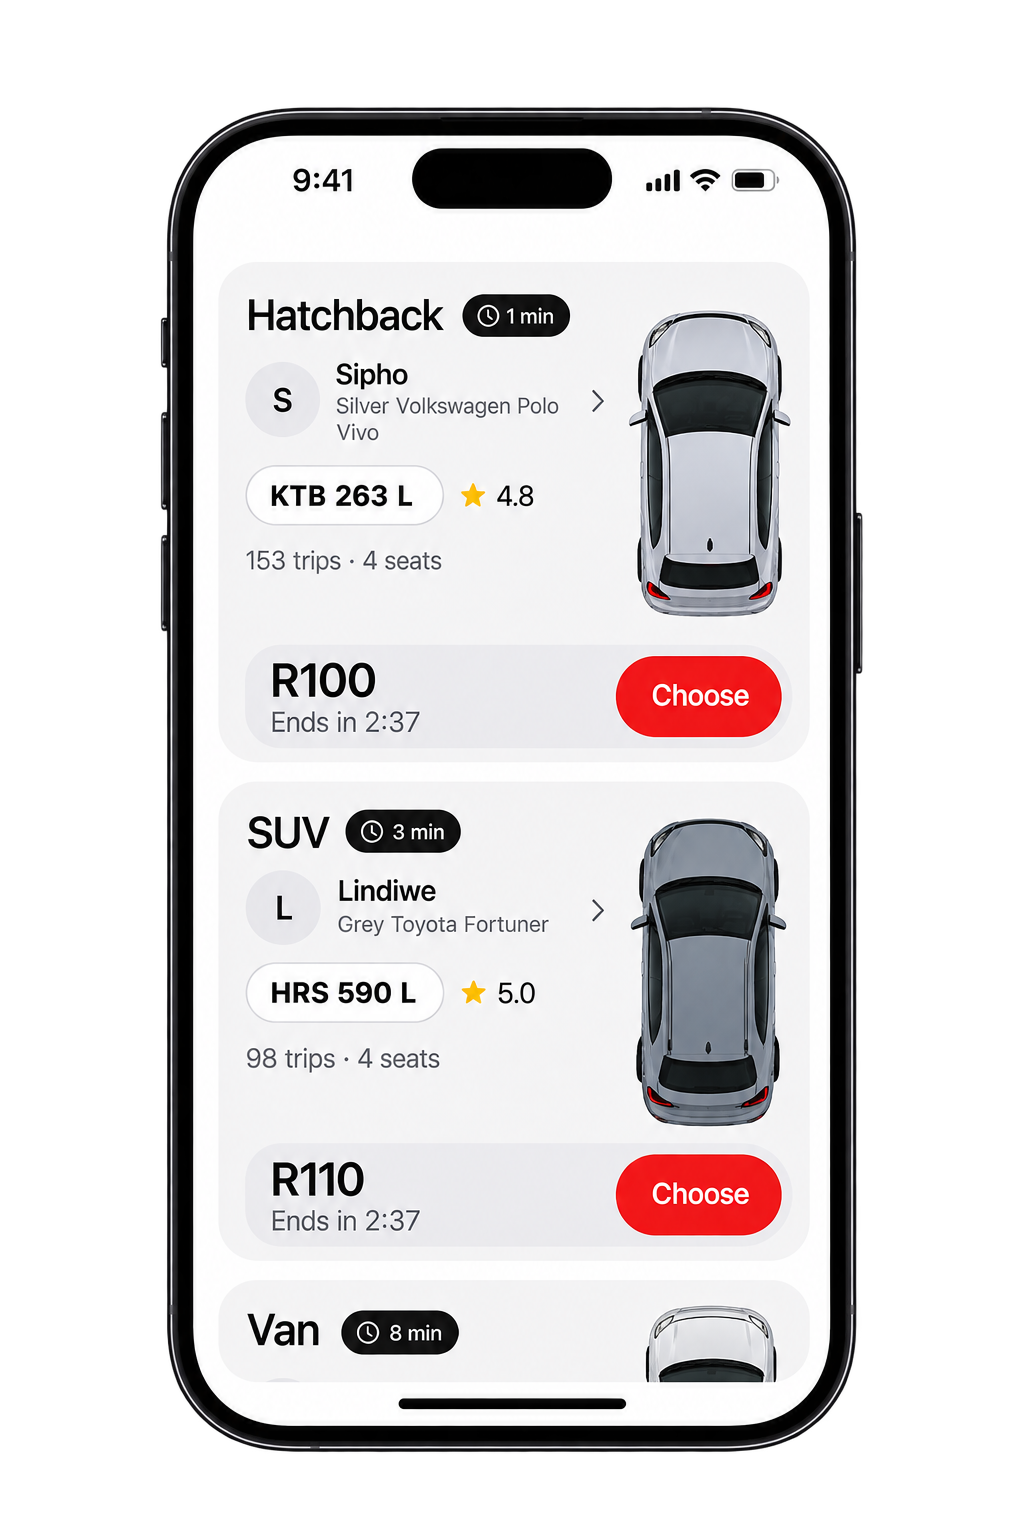 9:41
Hatchback
1 min
S
Sipho
Silver Volkswagen Polo
Vivo
KTB 263 L
4.8
153 trips · 4 seats
R100
Ends in 2:37
Choose
SUV
3 min
L
Lindiwe
Grey Toyota Fortuner
HRS 590 L
5.0
98 trips · 4 seats
R110
Ends in 2:37
Choose
Van
8 min